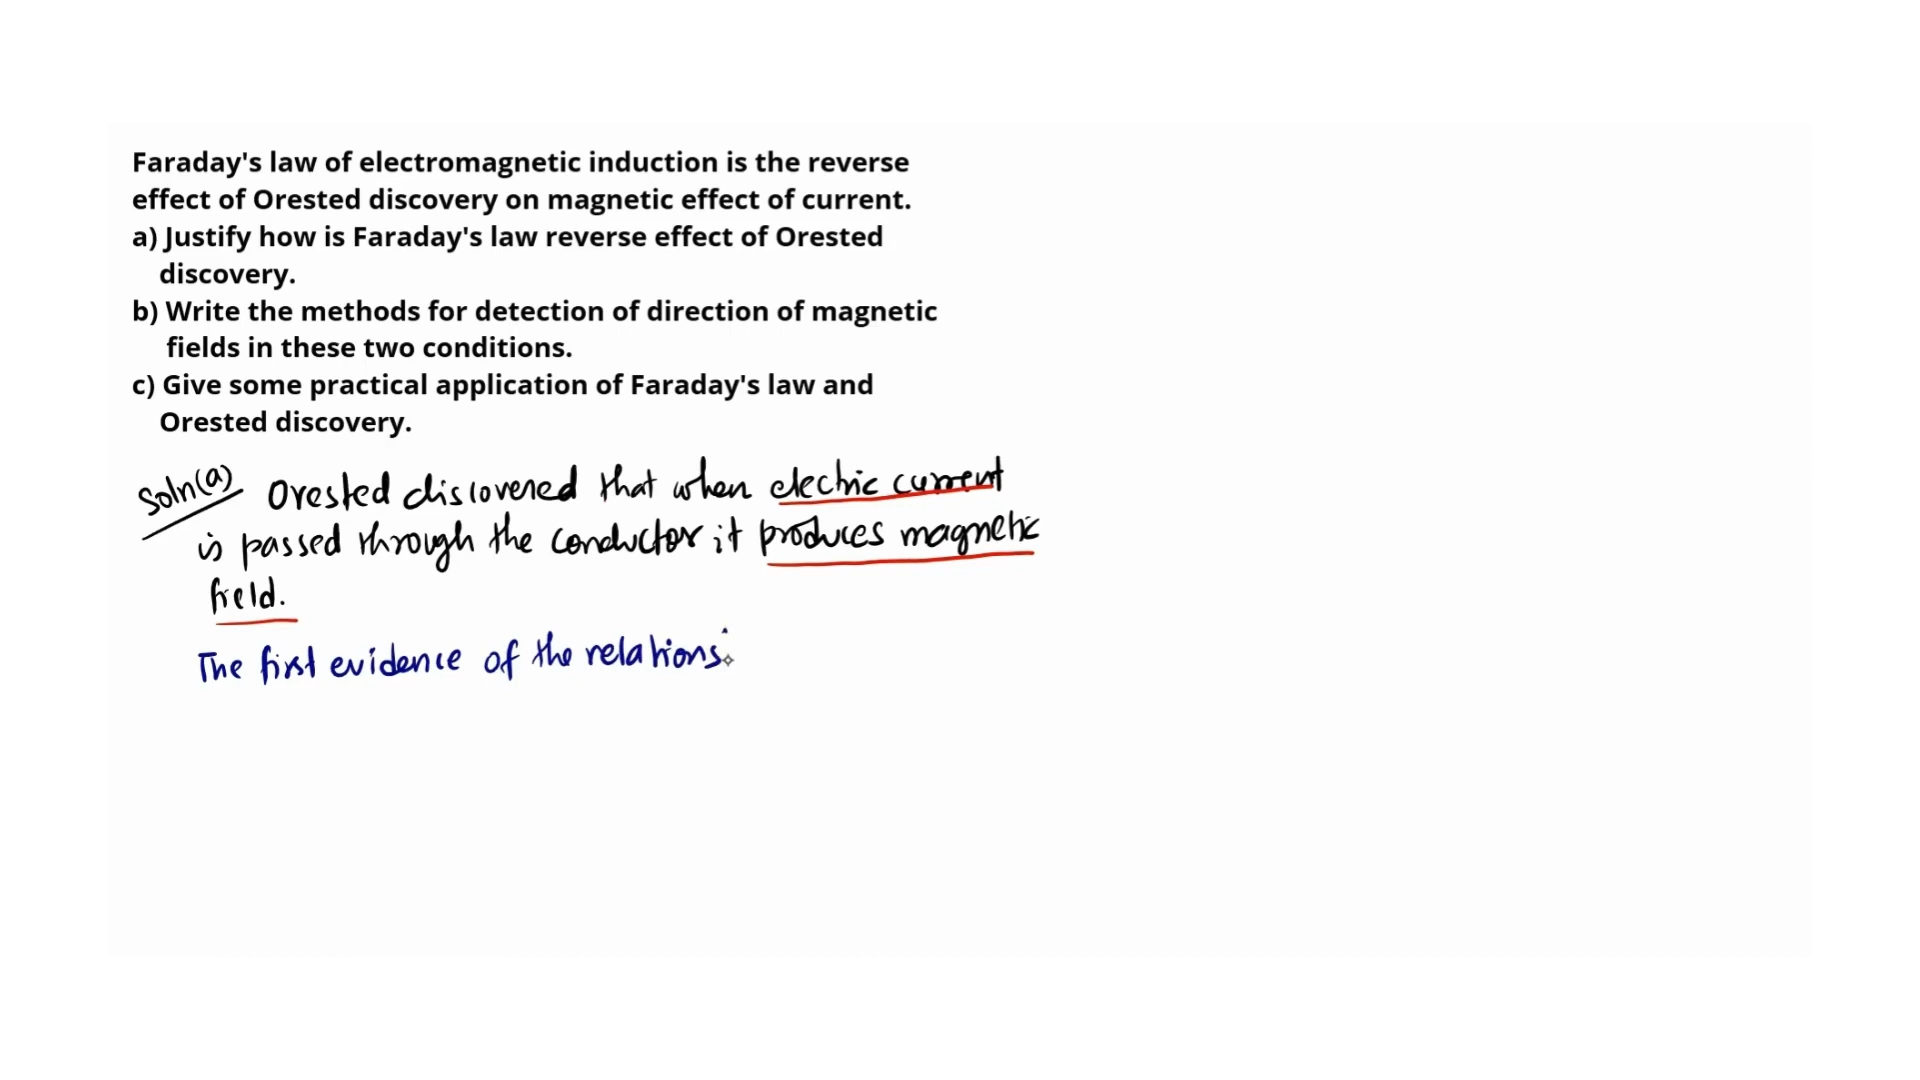 Faraday's law of electromagnetic induction is the reverse
effect of Orested discovery on magnetic effect of current.
a) Justify how is Faraday's law reverse effect of Orested
discovery.
b) Write the methods for detection of direction of magnetic
fields in these two conditions.
c) Give some practical application of Faraday's law and
Orested discovery.
Soln(a) Orested discovered that when electric current
is passed through the conductor it produces magnetic
field.
The first evidence of the relations